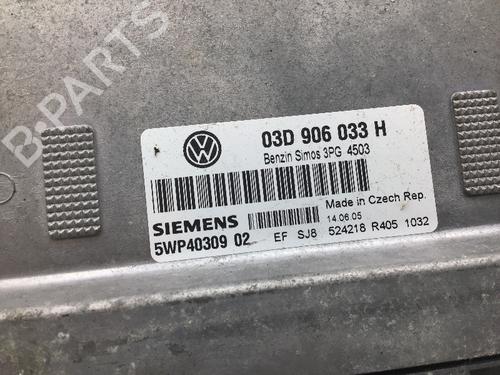 B-PARTS
03D 906 033 H
Benzin Simos 3PG 4503
Made in Czech Rep.
SIEMENS 14.06.05
5WP40309 02 EF SJ8 524218 R405 1032